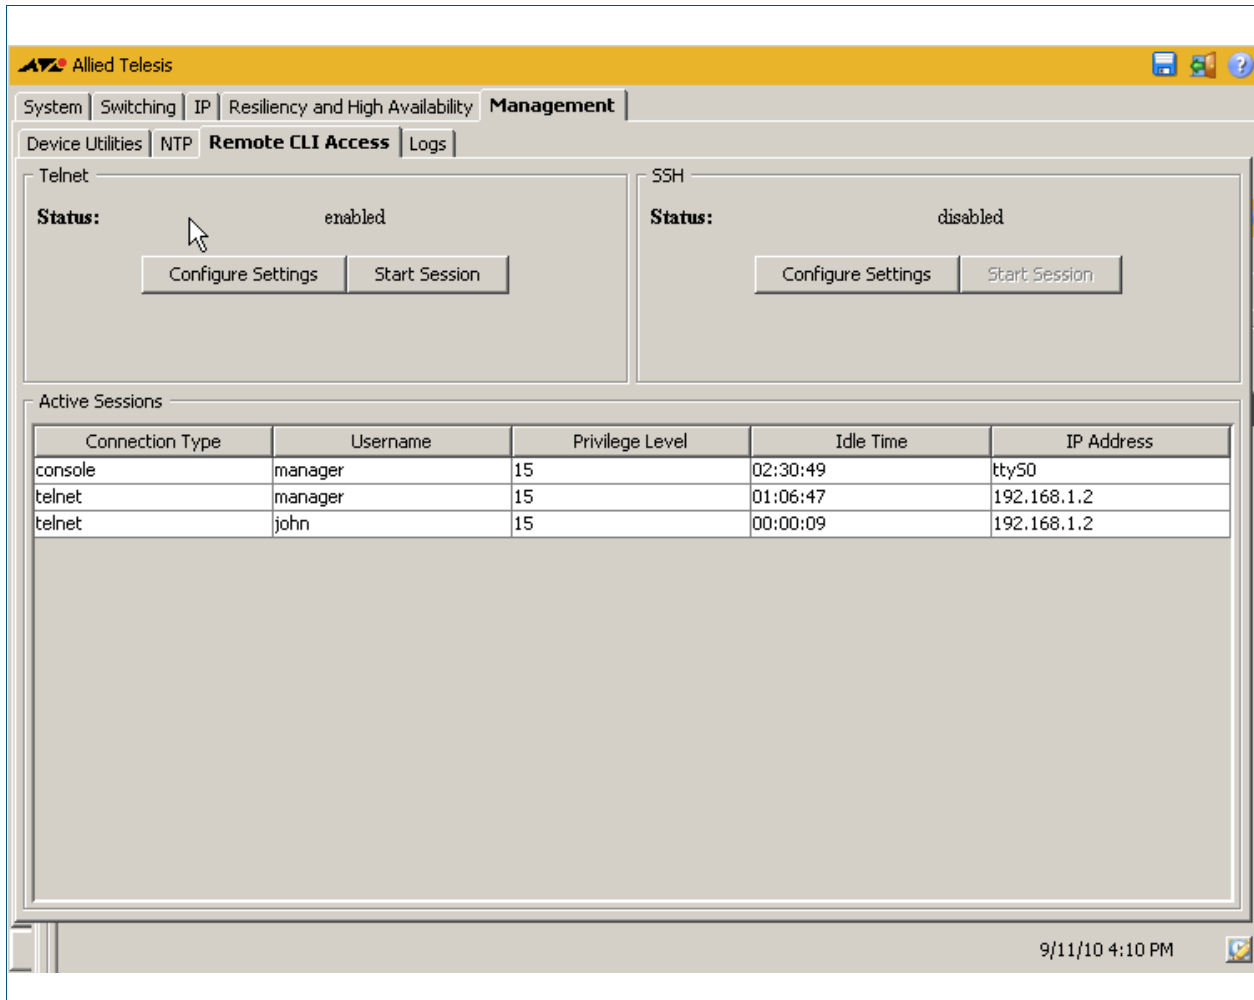 Allied Telesis
System Switching IP Resiliency and High Availability Management
Device Utilities NTP Remote CLI Access Logs
Telnet
Status: enabled
Configure Settings Start Session
SSH
Status: disabled
Configure Settings Start Session
Active Sessions
Connection Type Username Privilege Level Idle Time IP Address
console manager 15 02:30:49 ttyS0
telnet manager 15 01:06:47 192.168.1.2
telnet john 15 00:00:09 192.168.1.2
9/11/10 4:10 PM